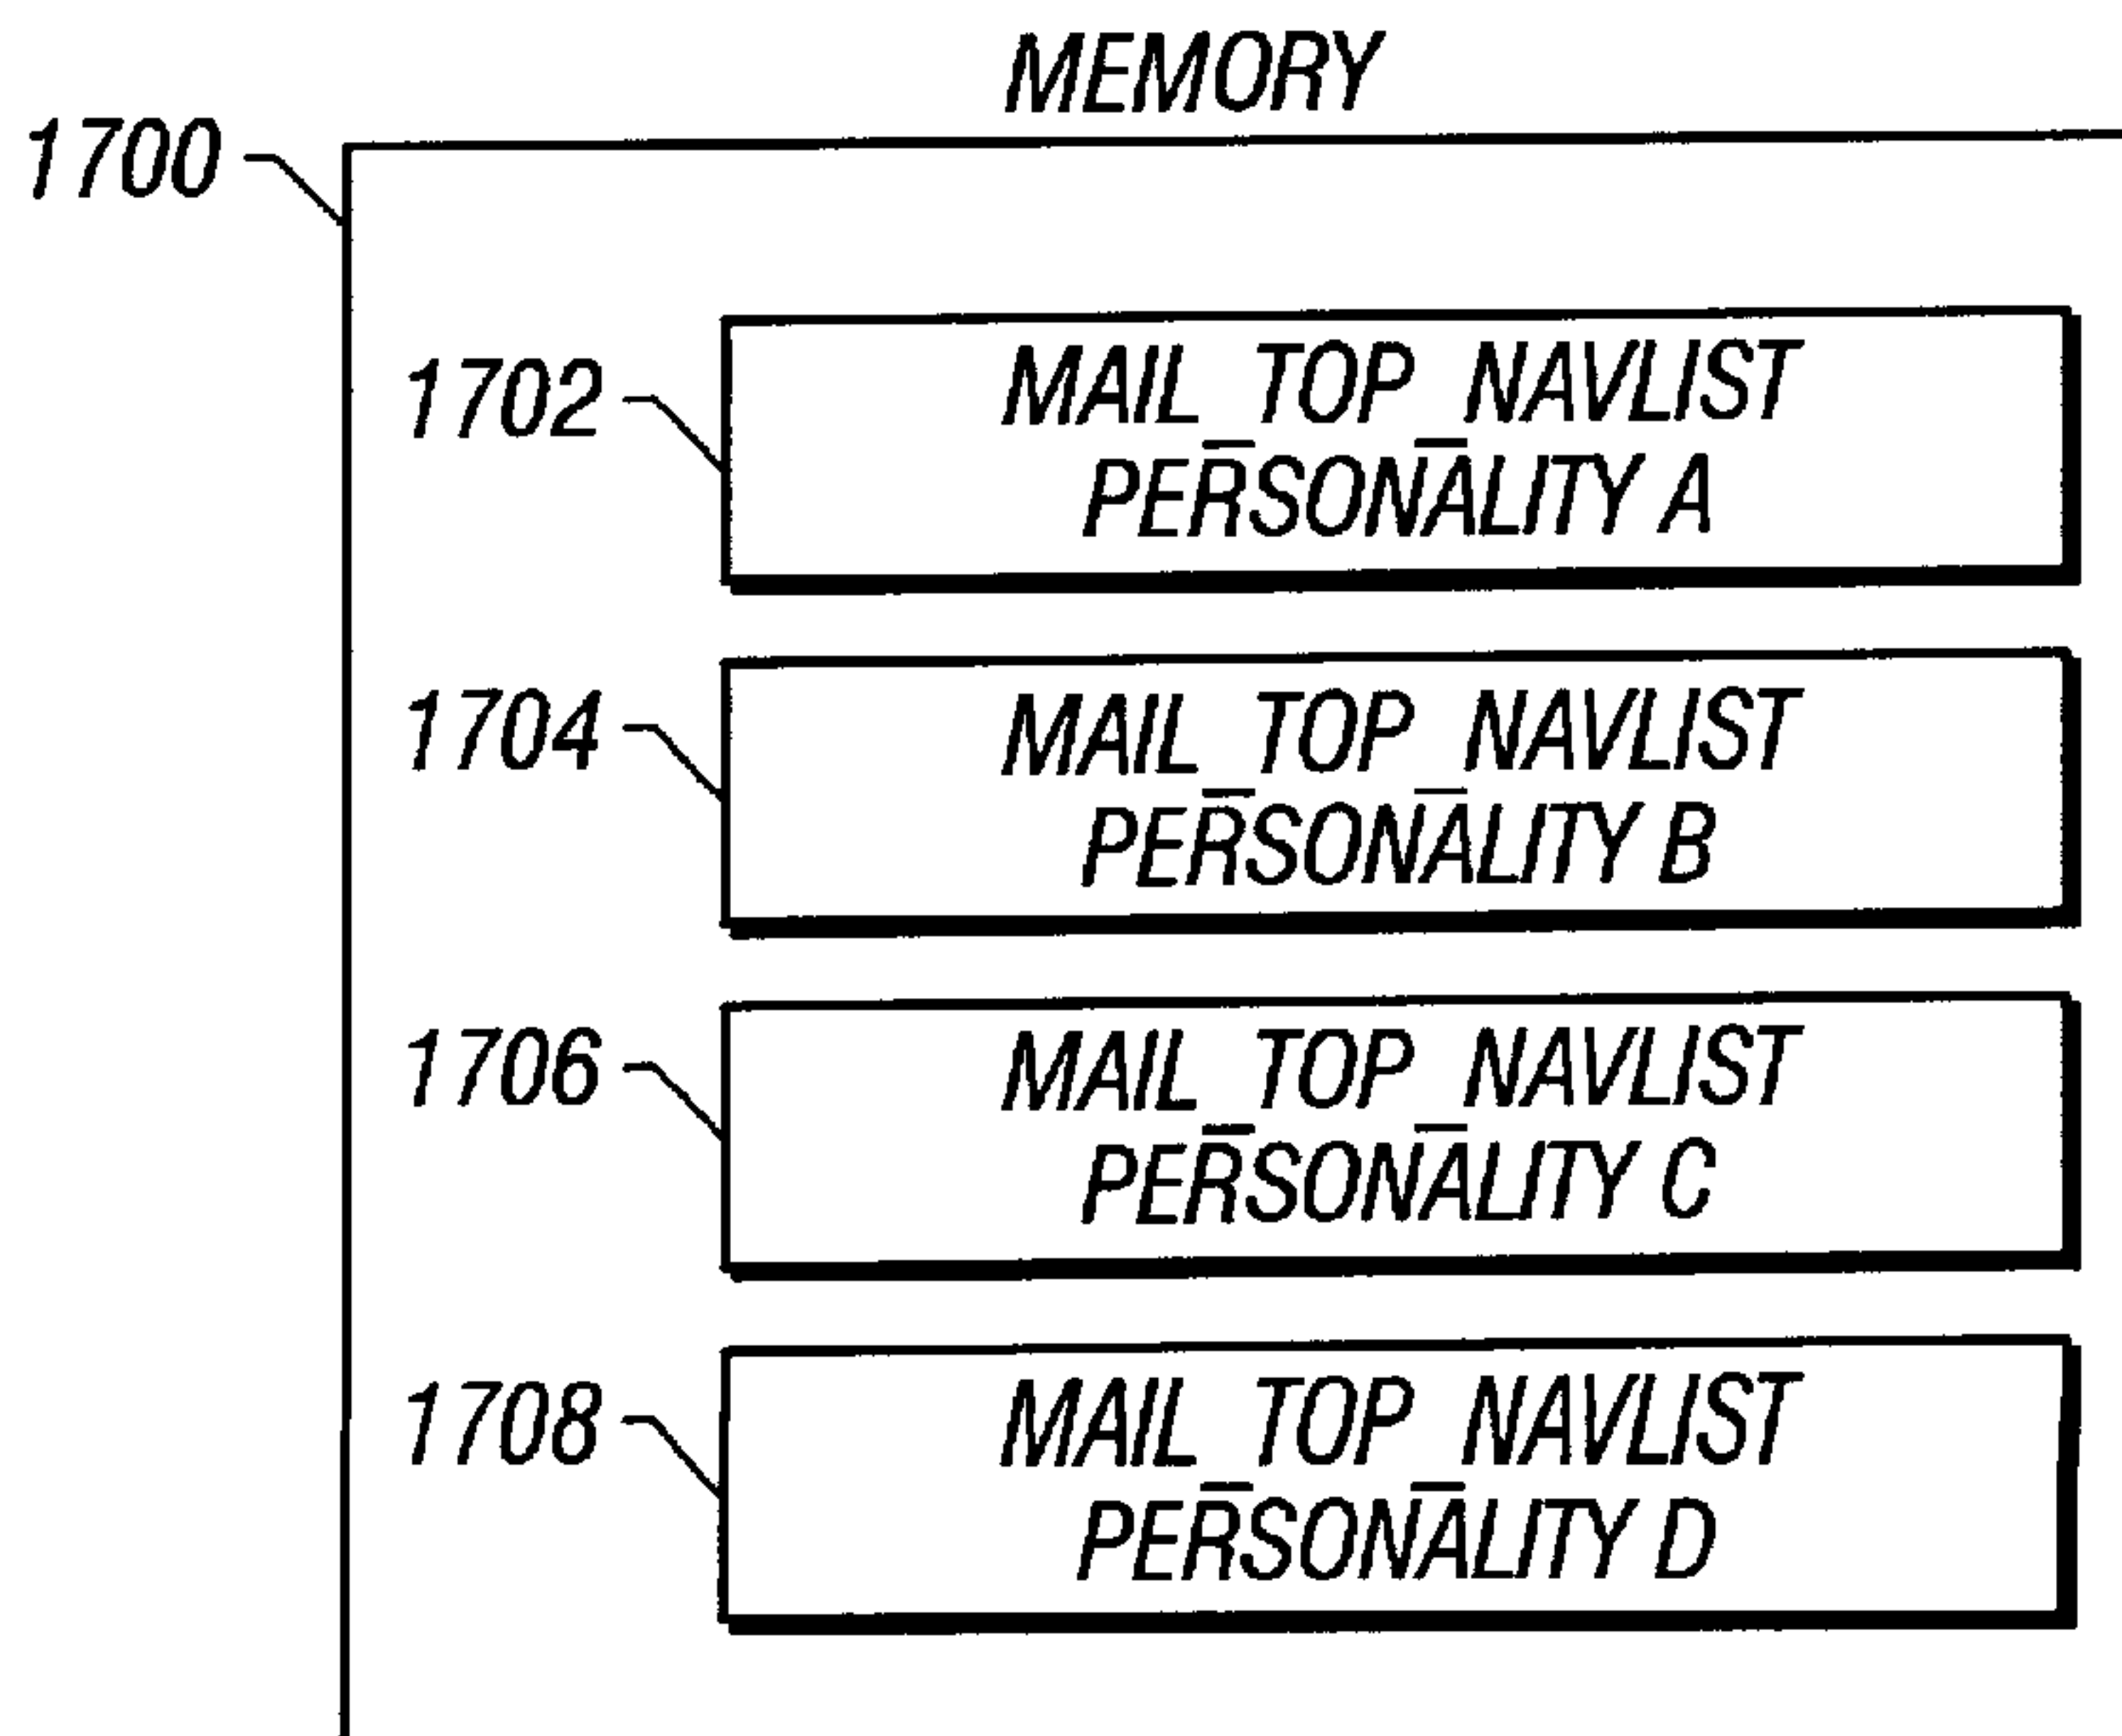 MEMORY
1700
1702
MAIL_TOP_NAVLIST
PERSONALITY A
1704
MAIL_TOP_NAVLIST
PERSONALITY B
1706
MAIL_TOP_NAVLIST
PERSONALITY C
1708
MAIL_TOP_NAVLIST
PERSONALITY D